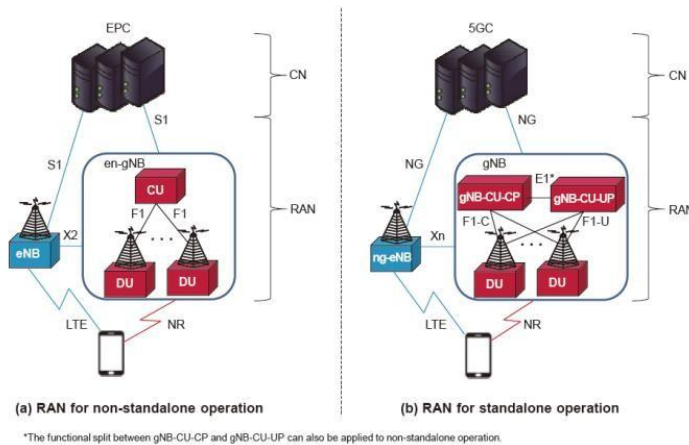 EPC
CN
S1
S1
en-gNB
CU
F1
F1
RAN
X2
eNB
DU
DU
LTE
NR
(a) RAN for non-standalone operation
5GC
CN
NG
NG
gNB
E1*
gNB-CU-CP
gNB-CU-UP
F1-C
F1-U
RAN
Xn
ng-eNB
DU
DU
LTE
NR
(b) RAN for standalone operation
*The functional split between gNB-CU-CP and gNB-CU-UP can also be applied to non-standalone operation.